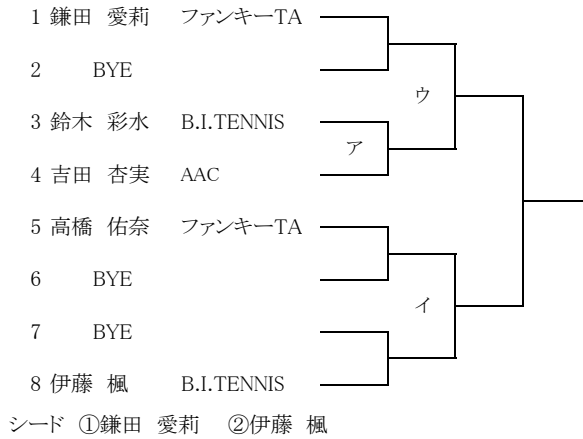 1 鎌田 愛莉 ファンキーTA
2 BYE
ウ
3 鈴木 彩水 B.I.TENNIS
ア
4 吉田 杏実 AAC
5 高橋 佑奈 ファンキーTA
6 BYE
イ
7 BYE
8 伊藤 楓 B.I.TENNIS
シード ①鎌田 愛莉 ②伊藤 楓